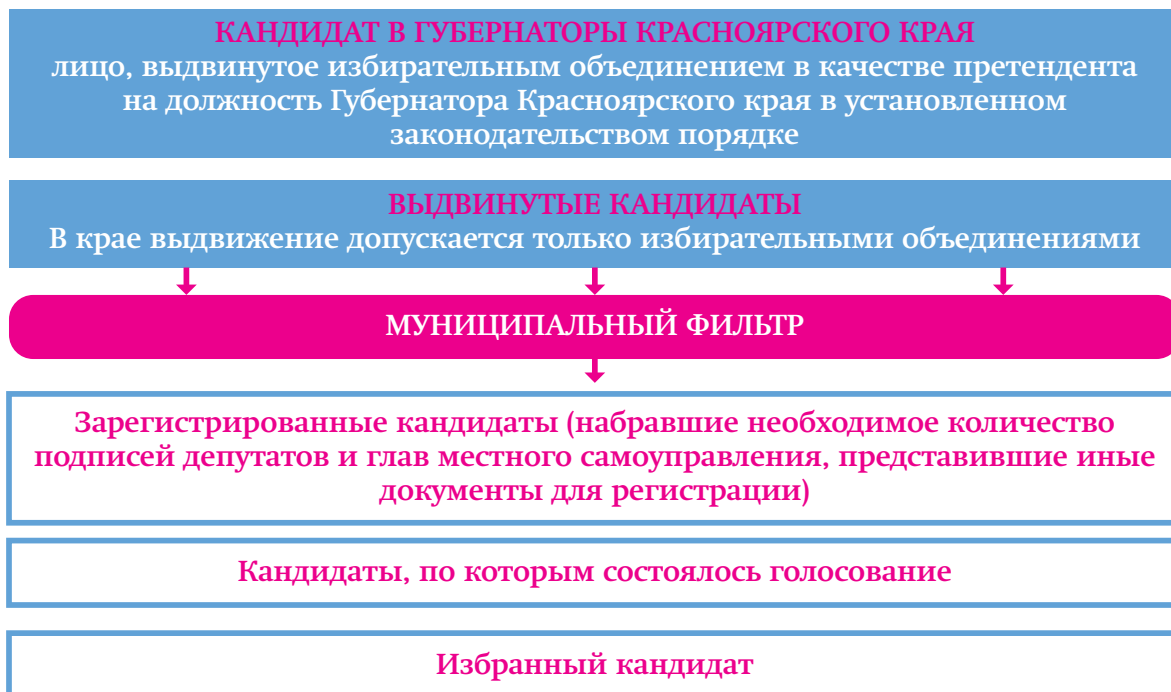 КАНДИДАТ В ГУБЕРНАТОРЫ КРАСНОЯРСКОГО КРАЯ
лицо, выдвинутое избирательным объединением в качестве претендента
на должность Губернатора Красноярского края в установленном
законодательством порядке
ВЫДВИНУТЫЕ КАНДИДАТЫ
В крае выдвижение допускается только избирательными объединениями
МУНИЦИПАЛЬНЫЙ ФИЛЬТР
Зарегистрированные кандидаты (набравшие необходимое количество
подписей депутатов и глав местного самоуправления, представившие иные
документы для регистрации)
Кандидаты, по которым состоялось голосование
Избранный кандидат